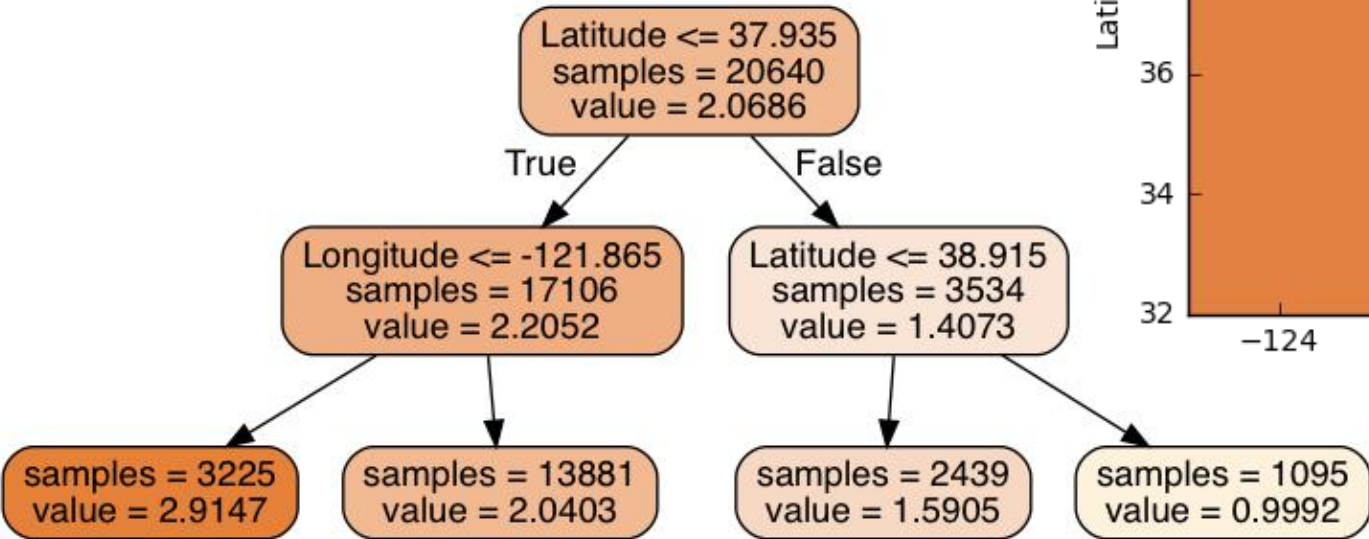 Latitude <= 37.935
samples = 20640
value = 2.0686
True
False
Longitude <= -121.865
samples = 17106
value = 2.2052
Latitude <= 38.915
samples = 3534
value = 1.4073
samples = 3225
value = 2.9147
samples = 13881
value = 2.0403
samples = 2439
value = 1.5905
samples = 1095
value = 0.9992
Lati
36
34
32
−124